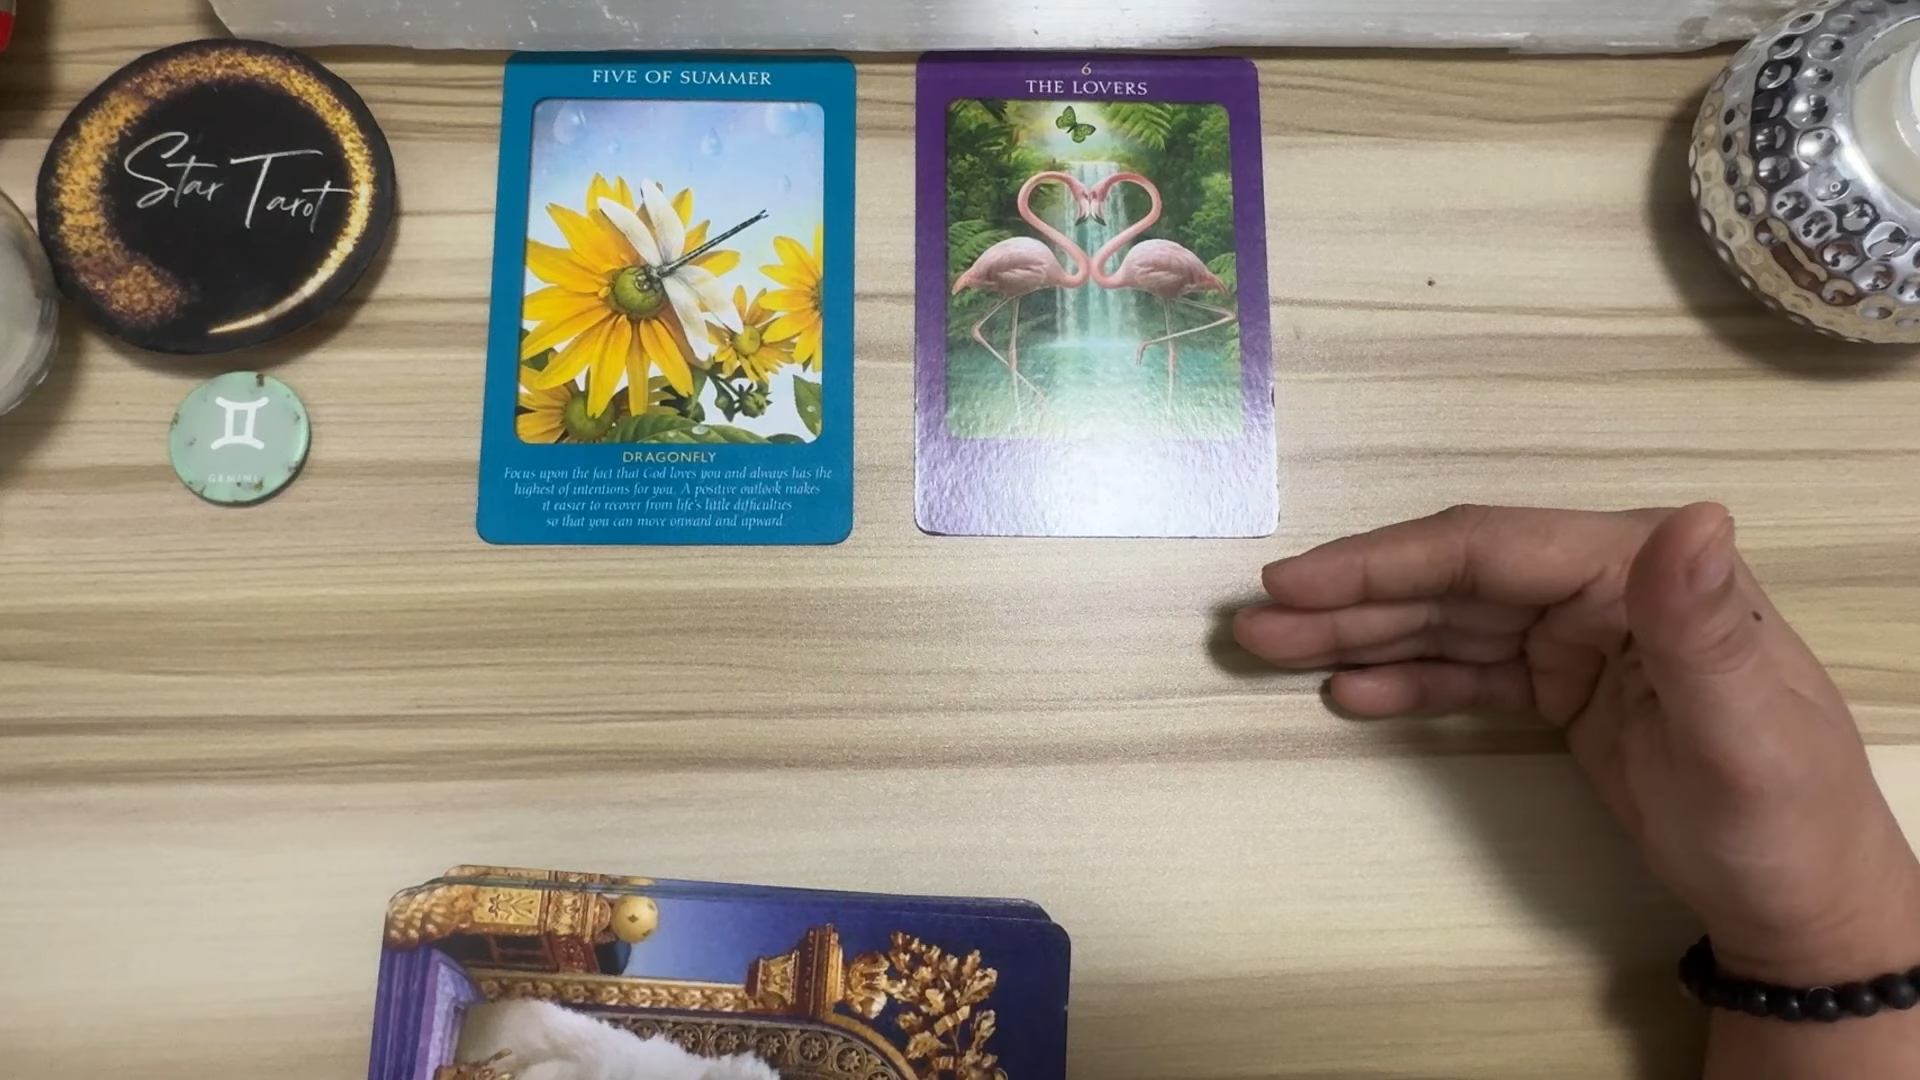 Star Tarot
GEMINI
FIVE OF SUMMER
DRAGONFLY
Focus upon the fact that God loves you and always has the
highest of intentions for you. A positive outlook makes
it easier to recover from life's little difficulties
so that you can move onward and upward.
6
THE LOVERS